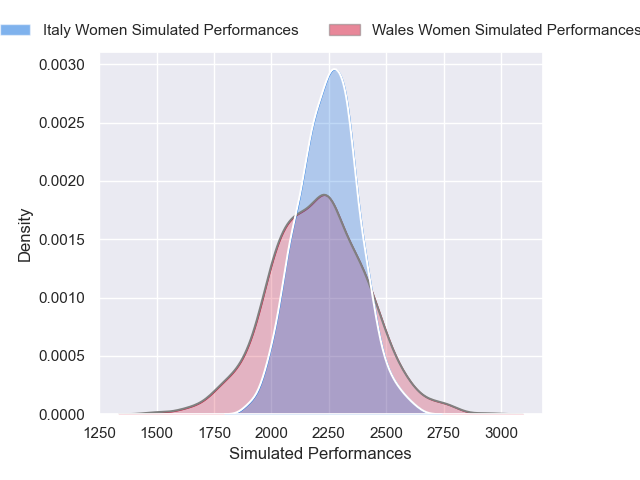 Italy Women Simulated Performances Wales Women Simulated Performances
0.0030
0.0025
0.0020
0.0015
0.0010
0.0005
0.0000
Density
1250 1500 1750 2000 2250 2500 2750 3000
Simulated Performances